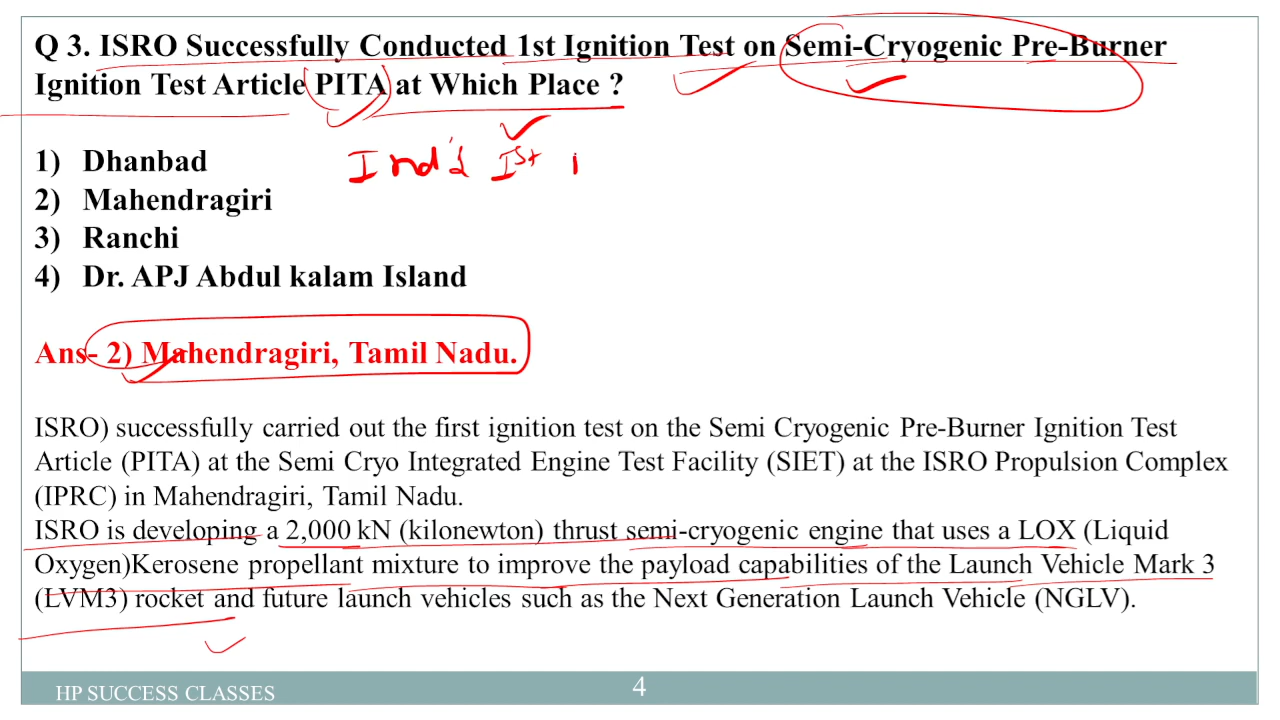 Q 3. ISRO Successfully Conducted 1st Ignition Test on Semi-Cryogenic Pre-Burner
Ignition Test Article PITA at Which Place ?
Ind's Ist
1) Dhanbad
2) Mahendragiri
3) Ranchi
4) Dr. APJ Abdul kalam Island
Ans- 2) Mahendragiri, Tamil Nadu.
ISRO) successfully carried out the first ignition test on the Semi Cryogenic Pre-Burner Ignition Test
Article (PITA) at the Semi Cryo Integrated Engine Test Facility (SIET) at the ISRO Propulsion Complex
(IPRC) in Mahendragiri, Tamil Nadu.
ISRO is developing a 2,000 kN (kilonewton) thrust semi-cryogenic engine that uses a LOX (Liquid
Oxygen)Kerosene propellant mixture to improve the payload capabilities of the Launch Vehicle Mark 3
(LVM3) rocket and future launch vehicles such as the Next Generation Launch Vehicle (NGLV).
HP SUCCESS CLASSES
4